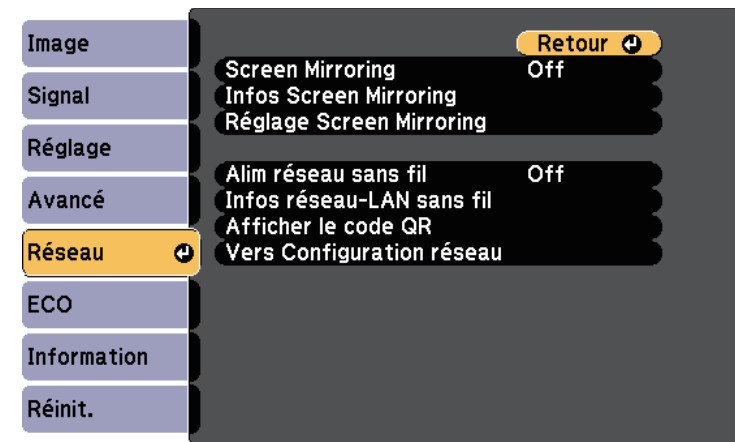 Image
Signal
Réglage
Avancé
Réseau
ECO
Information
Réinit.
Retour
Screen Mirroring Off
Infos Screen Mirroring
Réglage Screen Mirroring
Alim réseau sans fil Off
Infos réseau-LAN sans fil
Afficher le code QR
Vers Configuration réseau